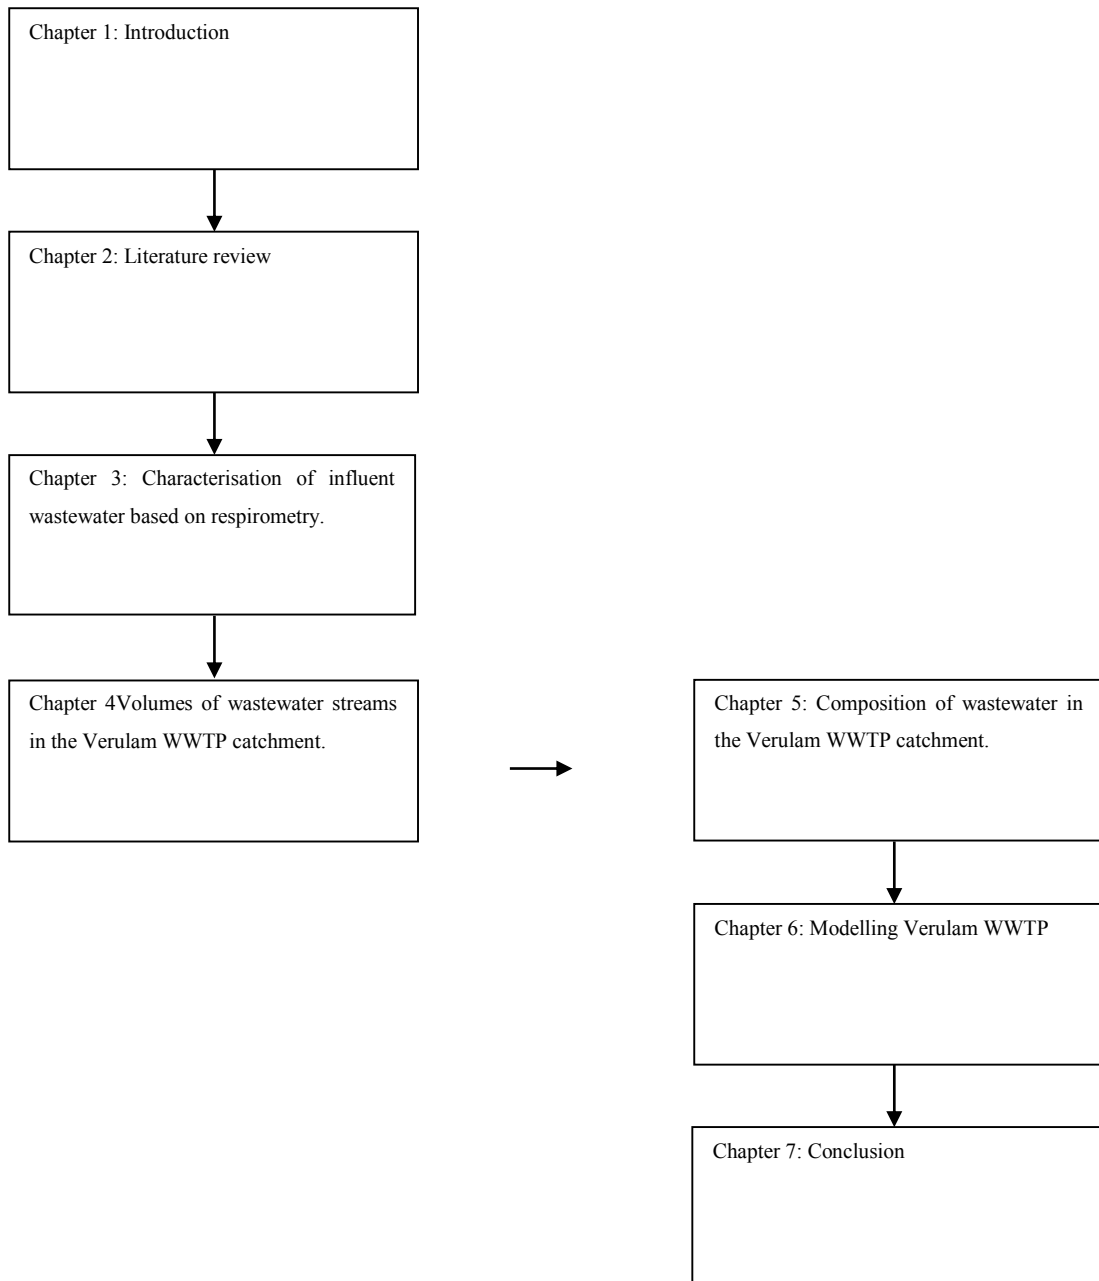 Chapter 1: Introduction
Chapter 2: Literature review
Chapter 3: Characterisation of influent
wastewater based on respirometry.
Chapter 4Volumes of wastewater streams
in the Verulam WWTP catchment.
Chapter 5: Composition of wastewater in
the Verulam WWTP catchment.
Chapter 6: Modelling Verulam WWTP
Chapter 7: Conclusion